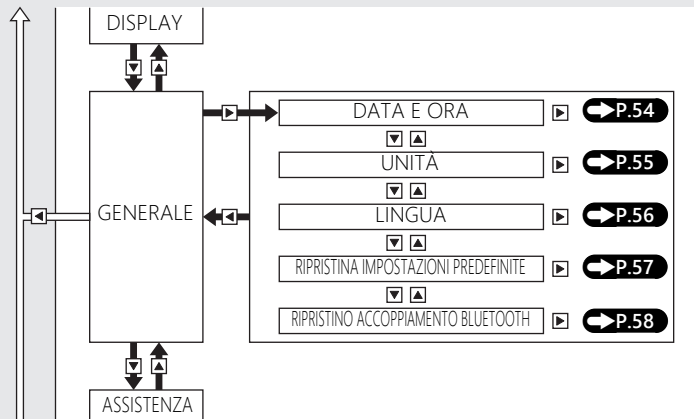 DISPLAY
GENERALE
DATA E ORA
P.54
UNITÀ
P.55
LINGUA
P.56
RIPRISTINA IMPOSTAZIONI PREDEFINITE
P.57
RIPRISTINO ACCOPPIAMENTO BLUETOOTH
P.58
ASSISTENZA